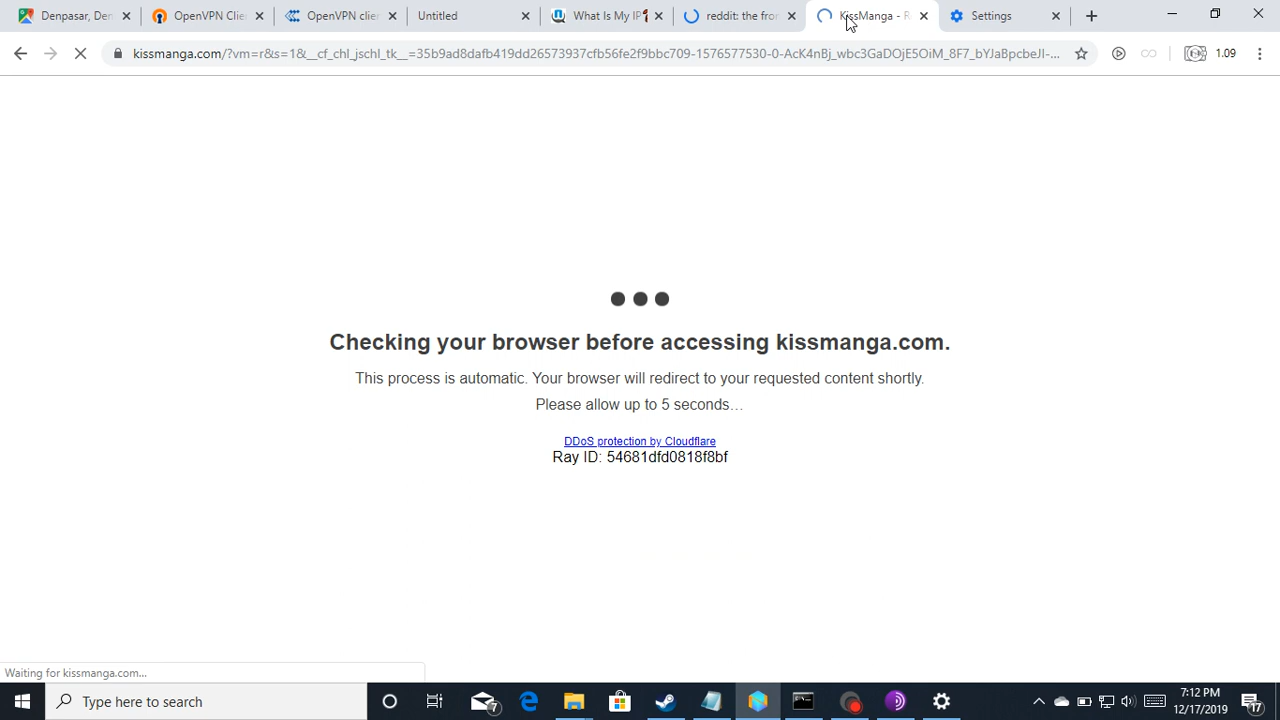 Denpasar, Den
OpenVPN Clie
OpenVPN clie
Untitled
What Is My IP
reddit: the fron
KissManga - R
Settings
kissmanga.com/?vm=r&s=1&__cf_chl_jschl_tk__=35b9ad8dafb419dd26573937cfb56fe2f9bbc709-1576577530-0-AcK4nBj_wbc3GaDOjE5OiM_8F7_bYJaBpcbeJl-...
1.09
Checking your browser before accessing kissmanga.com.
This process is automatic. Your browser will redirect to your requested content shortly.
Please allow up to 5 seconds…
DDoS protection by Cloudflare
Ray ID: 54681dfd0818f8bf
Waiting for kissmanga.com...
Type here to search
7
7:12 PM
12/17/2019
17